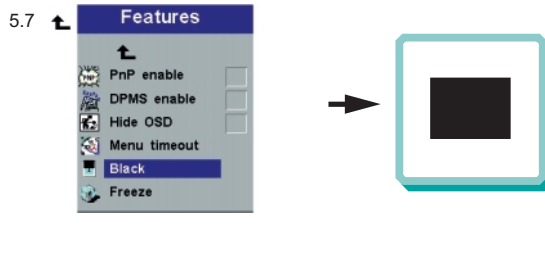 5.7
Features
PnP enable
DPMS enable
Hide OSD
Menu timeout
Black
Freeze